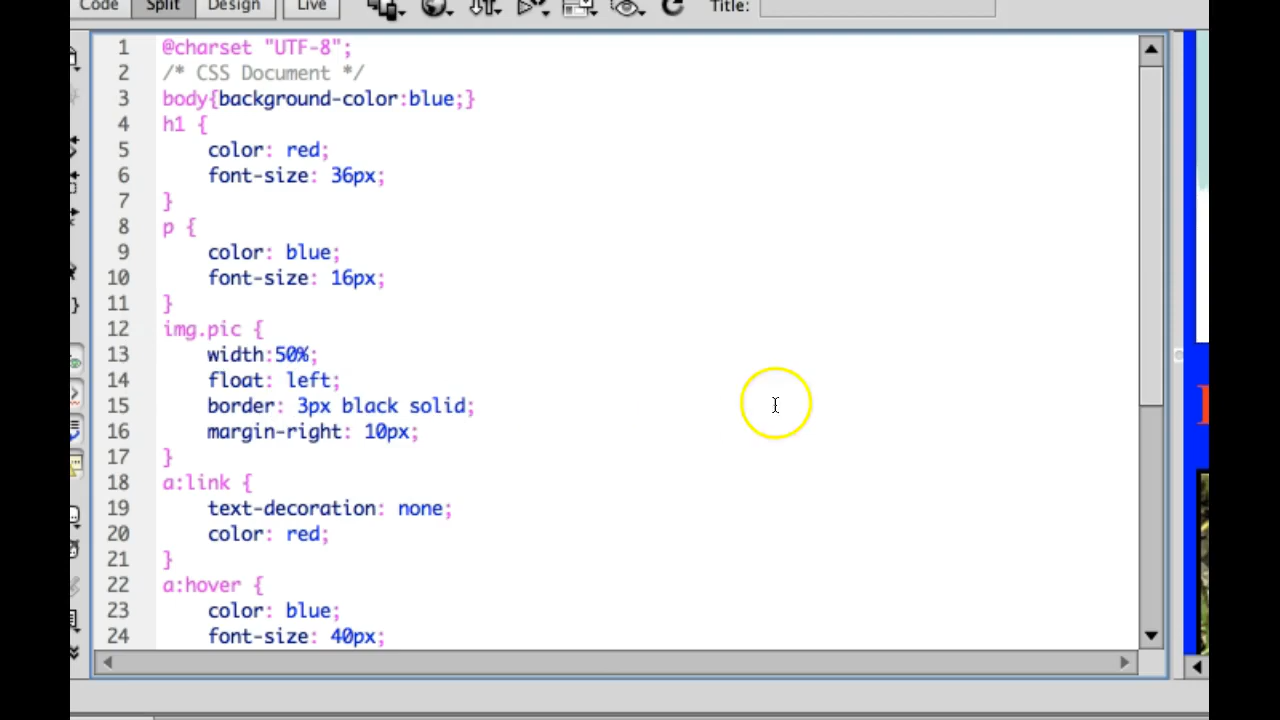 Code Split Design Live Title:
1 @charset "UTF-8";
2 /* CSS Document */
3 body{background-color:blue;}
4 h1 {
5 color: red;
6 font-size: 36px;
7 }
8 p {
9 color: blue;
10 font-size: 16px;
11 }
12 img.pic {
13 width:50%;
14 float: left;
15 border: 3px black solid;
16 margin-right: 10px;
17 }
18 a:link {
19 text-decoration: none;
20 color: red;
21 }
22 a:hover {
23 color: blue;
24 font-size: 40px;